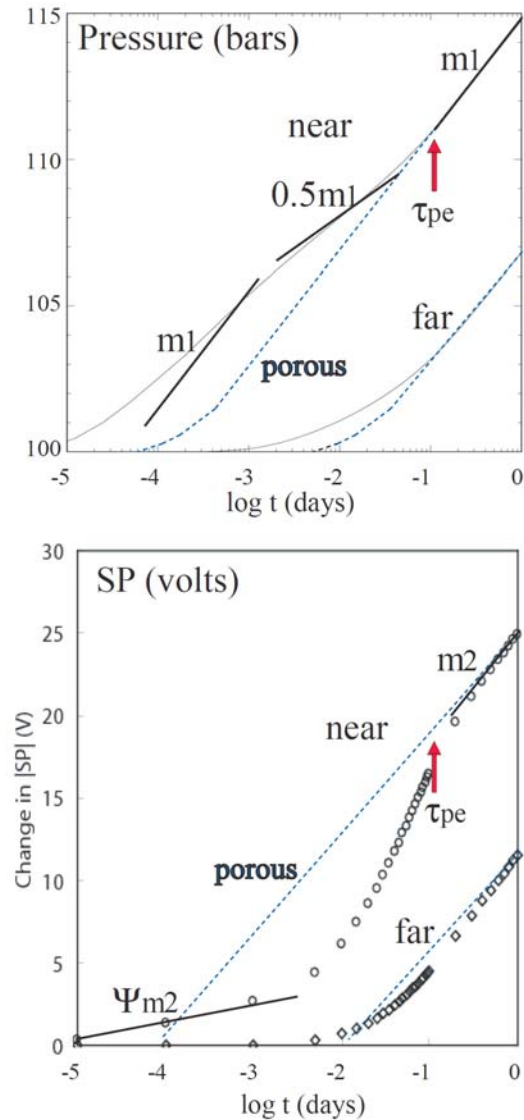 115
Pressure (bars)
m1
near
110
0.5m1
τpe
105
far
m1
porous
100
-5 -4 -3 -2 -1 0
log t (days)
30
SP (volts)
25
m2
20
near
Change in |SP| (V)
15
τpe
porous
10
far
5
Ψm2
0
-5 -4 -3 -2 -1 0
log t (days)